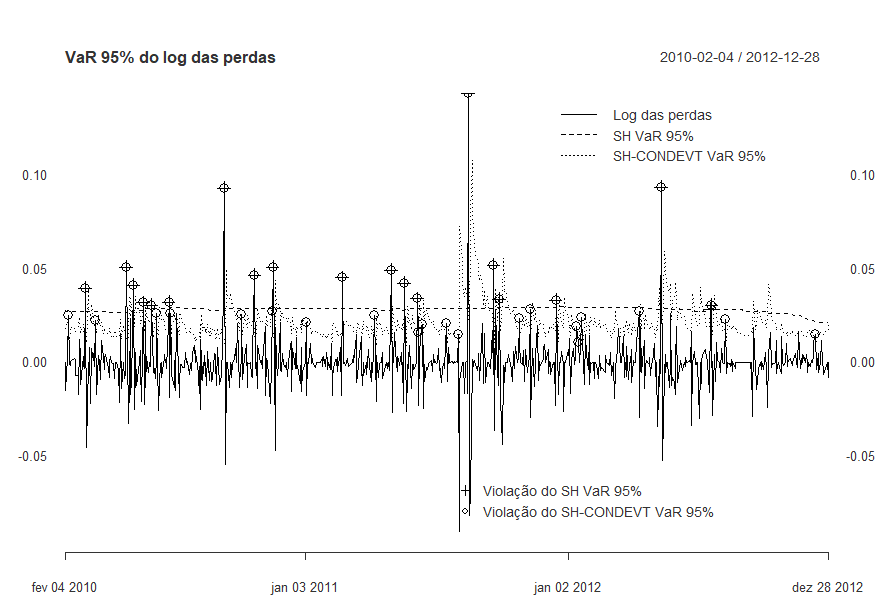 VaR 95% do log das perdas
2010-02-04 / 2012-12-28
Log das perdas
SH VaR 95%
SH-CONDEVT VaR 95%
0.10 0.10
0.05 0.05
0.00 0.00
-0.05 -0.05
Violação do SH VaR 95%
Violação do SH-CONDEVT VaR 95%
fev 04 2010 jan 03 2011 jan 02 2012 dez 28 2012